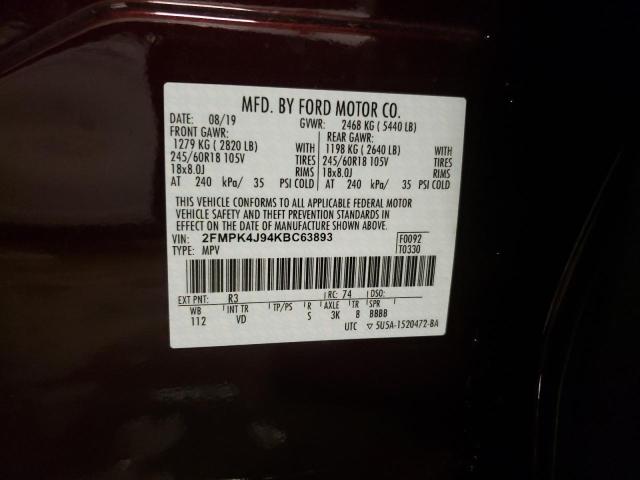 MFD. BY FORD MOTOR CO.
DATE: 08/19 GVWR: 2468 KG ( 5440 LB)
FRONT GAWR: REAR GAWR:
1279 KG ( 2820 LB) WITH 1198 KG ( 2640 LB) WITH
245/60R18 105V TIRES 245/60R18 105V TIRES
18x8.0J RIMS 18x8.0J RIMS
AT 240 kPa/ 35 PSI COLD AT 240 kPa/ 35 PSI COLD
THIS VEHICLE CONFORMS TO ALL APPLICABLE FEDERAL MOTOR
VEHICLE SAFETY AND THEFT PREVENTION STANDARDS IN
EFFECT ON THE DATE OF MANUFACTURE SHOWN ABOVE.
VIN: 2FMPK4J94KBC63893 F0092
TYPE: MPV T0330
EXT PNT: R3 RC: 74 DSO:
WB INT TR TP/PS R AXLE TR SPR
112 VD S 3K 8 BBBB
UTC ▽ 5U5A-1520472-BA